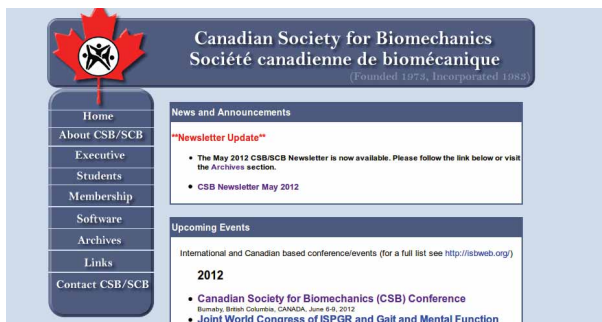 Canadian Society for Biomechanics
Société canadienne de biomécanique
(Founded 1973, Incorporated 1985)
Home
About CSB/SCB
Executive
Students
Membership
Software
Archives
Links
Contact CSB/SCB
News and Announcements
**Newsletter Update**
The May 2012 CSB/SCB Newsletter is now available. Please follow the link below or visit
the Archives section.
CSB Newsletter May 2012
Upcoming Events
International and Canadian based conference/events (for a full list see http://isbweb.org/)
2012
Canadian Society for Biomechanics (CSB) Conference
Burnaby, British Columbia, CANADA, June 6-9, 2012
Joint World Congress of ISPGR and Gait and Mental Function